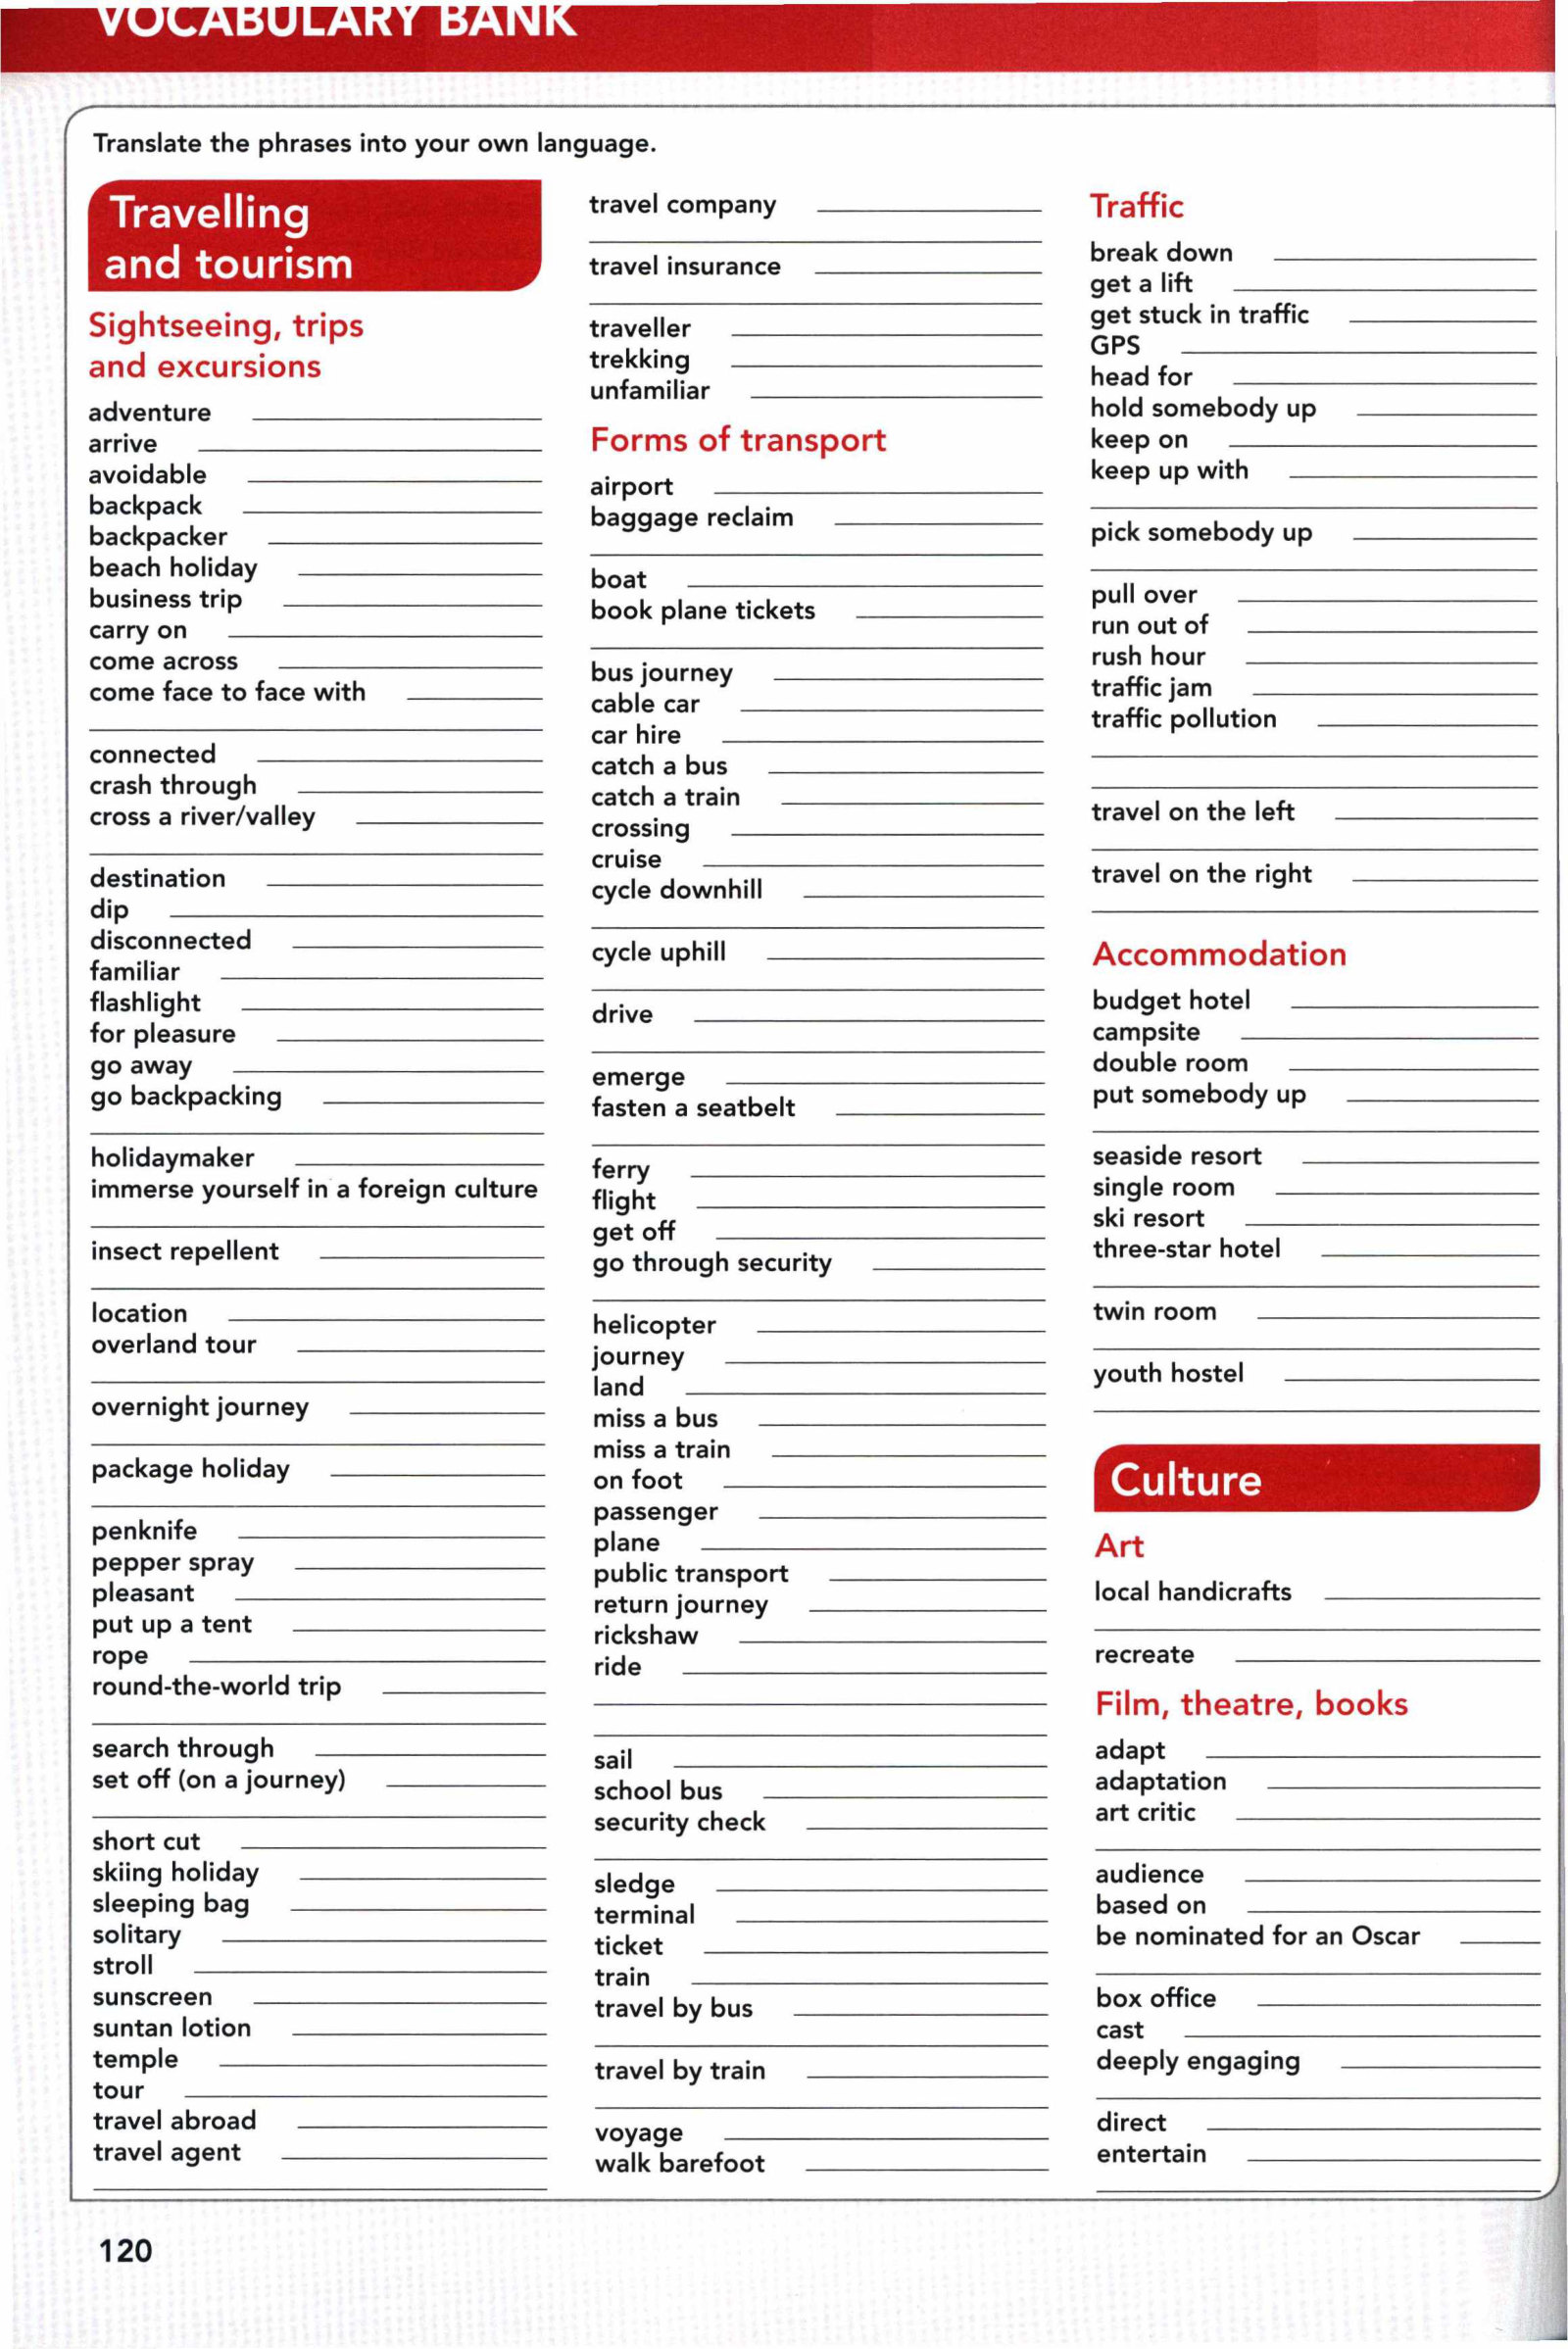 VOCABULARY BANK
Translate the phrases into your own language.
Travelling
and tourism
Sightseeing, trips
and excursions
adventure
arrive
avoidable
backpack
backpacker
beach holiday
business trip
carry on
come across
come face to face with
connected
crash through
cross a river/valley
destination
dip
disconnected
familiar
flashlight
for pleasure
go away
go backpacking
holidaymaker
immerse yourself in a foreign culture
insect repellent
location
overland tour
overnight journey
package holiday
penknife
pepper spray
pleasant
put up a tent
rope
round-the-world trip
search through
set off (on a journey)
short cut
skiing holiday
sleeping bag
solitary
stroll
sunscreen
suntan lotion
temple
tour
travel abroad
travel agent
travel company
travel insurance
traveller
trekking
unfamiliar
Forms of transport
airport
baggage reclaim
boat
book plane tickets
bus journey
cable car
car hire
catch a bus
catch a train
crossing
cruise
cycle downhill
cycle uphill
drive
emerge
fasten a seatbelt
ferry
flight
get off
go through security
helicopter
journey
land
miss a bus
miss a train
on foot
passenger
plane
public transport
return journey
rickshaw
ride
sail
school bus
security check
sledge
terminal
ticket
train
travel by bus
travel by train
voyage
walk barefoot
Traffic
break down
get a lift
get stuck in traffic
GPS
head for
hold somebody up
keep on
keep up with
pick somebody up
pull over
run out of
rush hour
traffic jam
traffic pollution
travel on the left
travel on the right
Accommodation
budget hotel
campsite
double room
put somebody up
seaside resort
single room
ski resort
three-star hotel
twin room
youth hostel
Culture
Art
local handicrafts
recreate
Film, theatre, books
adapt
adaptation
art critic
audience
based on
be nominated for an Oscar
box office
cast
deeply engaging
direct
entertain
120